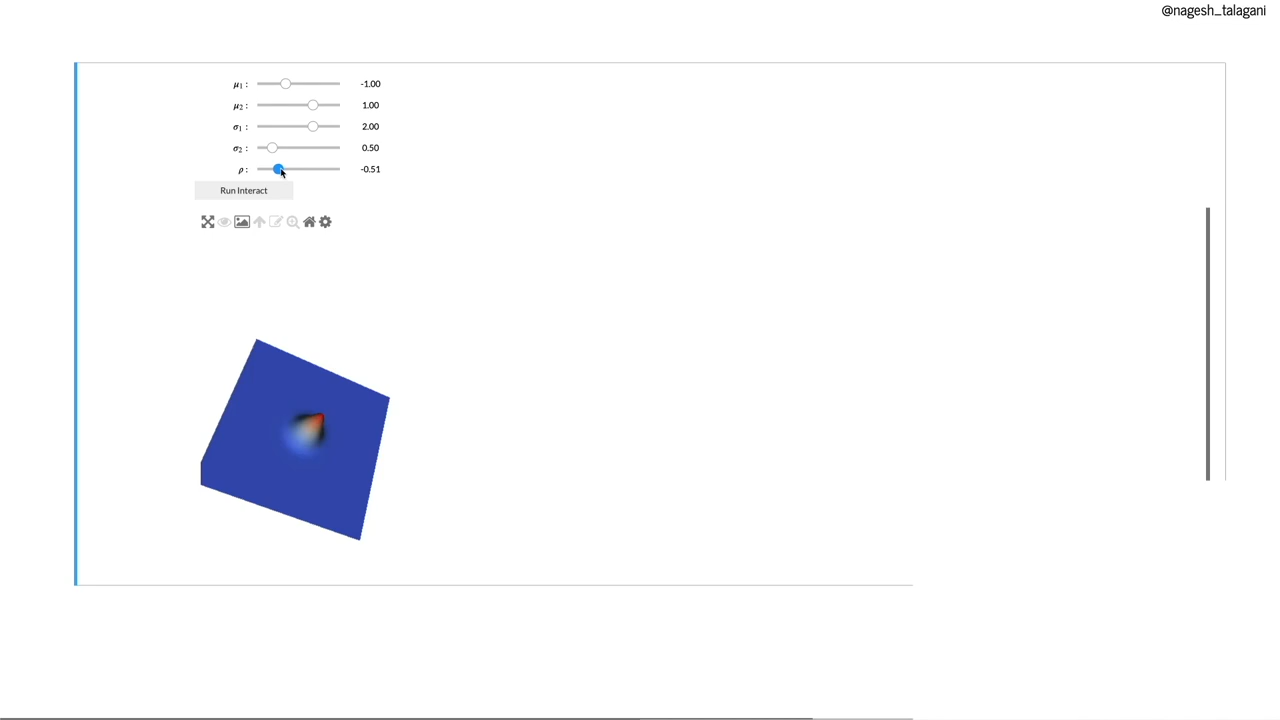 @nagesh_talagani
μ₁ : -1.00
μ₂ : 1.00
σ₁ : 2.00
σ₂ : 0.50
ρ : -0.51
Run Interact